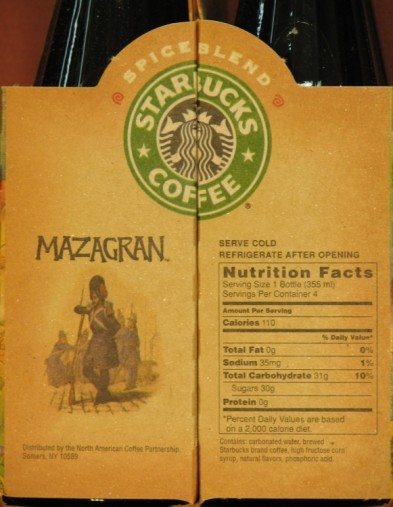 SPICE BLEND
STARBUCKS
COFFEE
®
MAZAGRAN™
Distributed by the North American Coffee Partnership
Somers, NY 10589
SERVE COLD
REFRIGERATE AFTER OPENING
Nutrition Facts
Serving Size 1 Bottle (355 ml)
Servings Per Container 4
Amount Per Serving
Calories 110
% Daily Value*
Total Fat 0g 0%
Sodium 35mg 1%
Total Carbohydrate 31g 10%
Sugars 30g
Protein 0g
*Percent Daily Values are based
on a 2,000 calorie diet.
Contains: carbonated water, brewed
Starbucks brand coffee, high fructose corn
syrup, natural flavors, phosphoric acid.